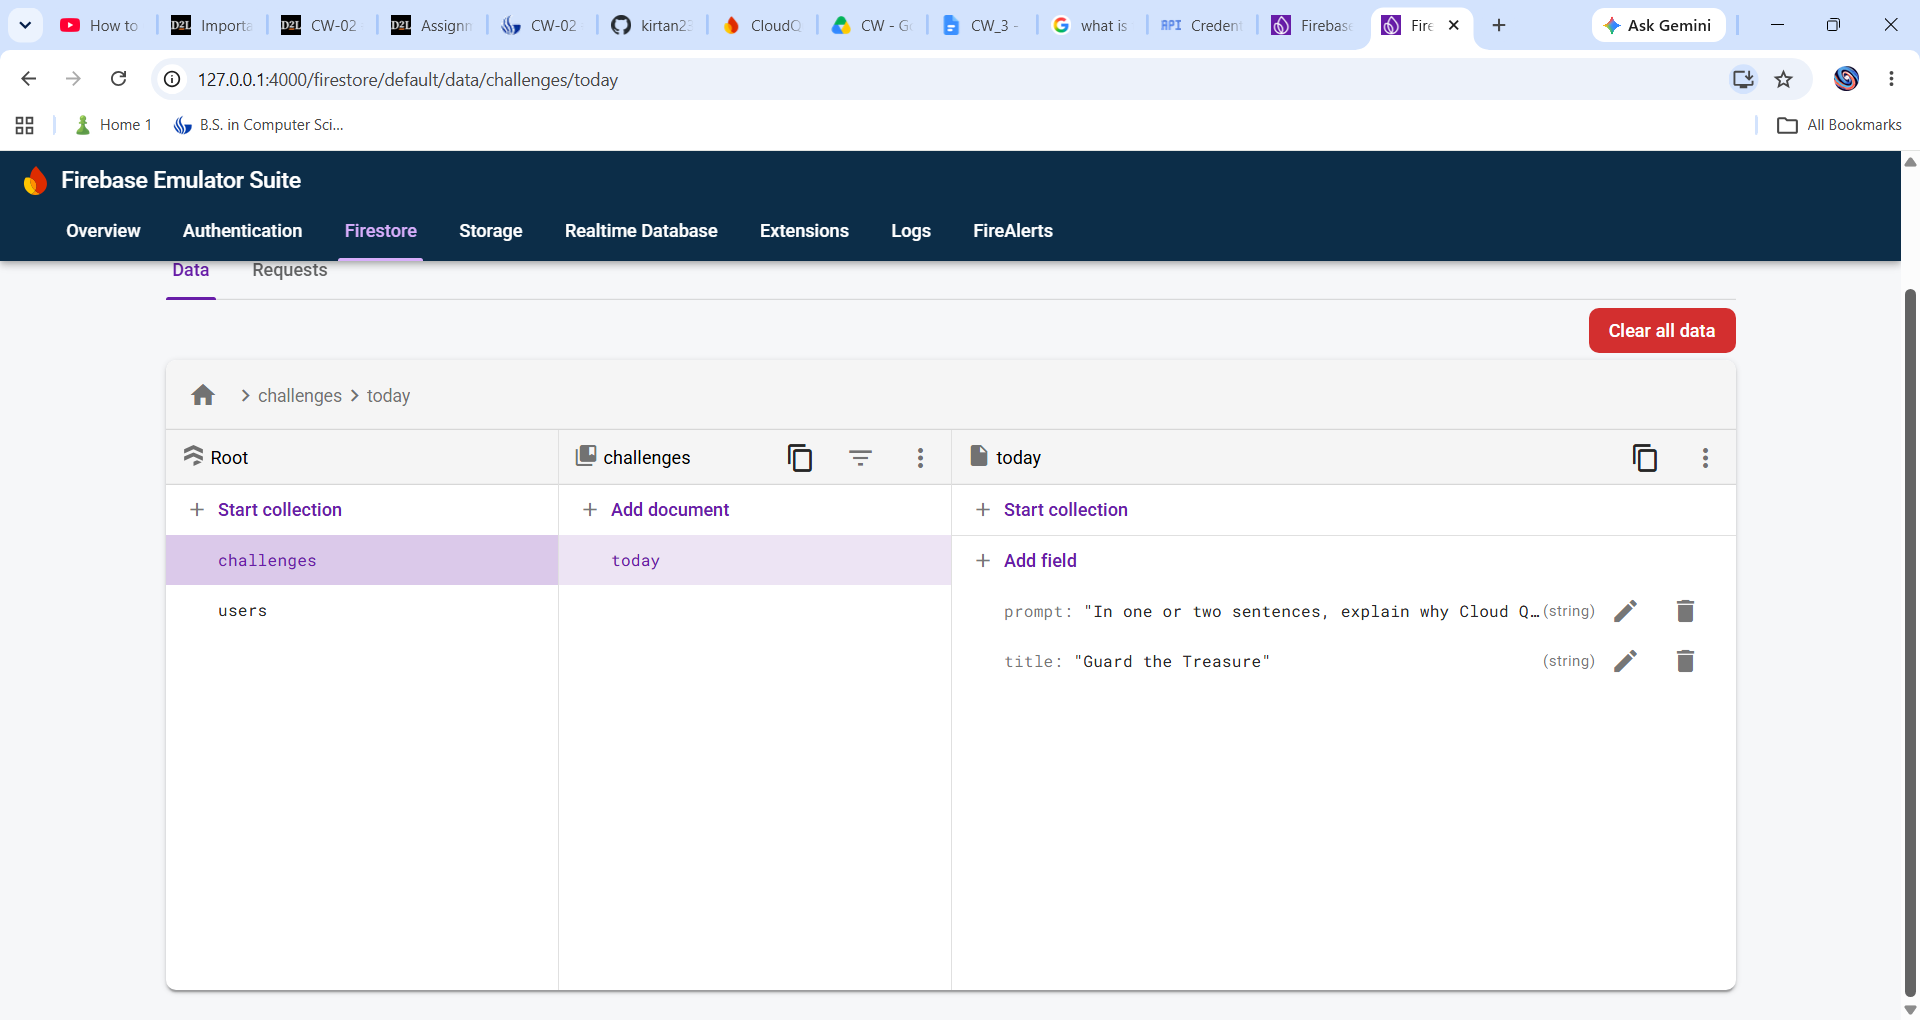 How to
Importa
CW-02
Assignn
CW-02
kirtan23
CloudQ
CW - G
CW_3 -
what is
API Creden
Firebase
Fire
Ask Gemini
127.0.0.1:4000/firestore/default/data/challenges/today
Home 1
B.S. in Computer Sci...
All Bookmarks
Firebase Emulator Suite
Overview Authentication Firestore Storage Realtime Database Extensions Logs FireAlerts
Data Requests
Clear all data
challenges today
Root challenges today
Start collection Add document Start collection
challenges today Add field
users prompt: "In one or two sentences, explain why Cloud Q… (string)
title: "Guard the Treasure" (string)